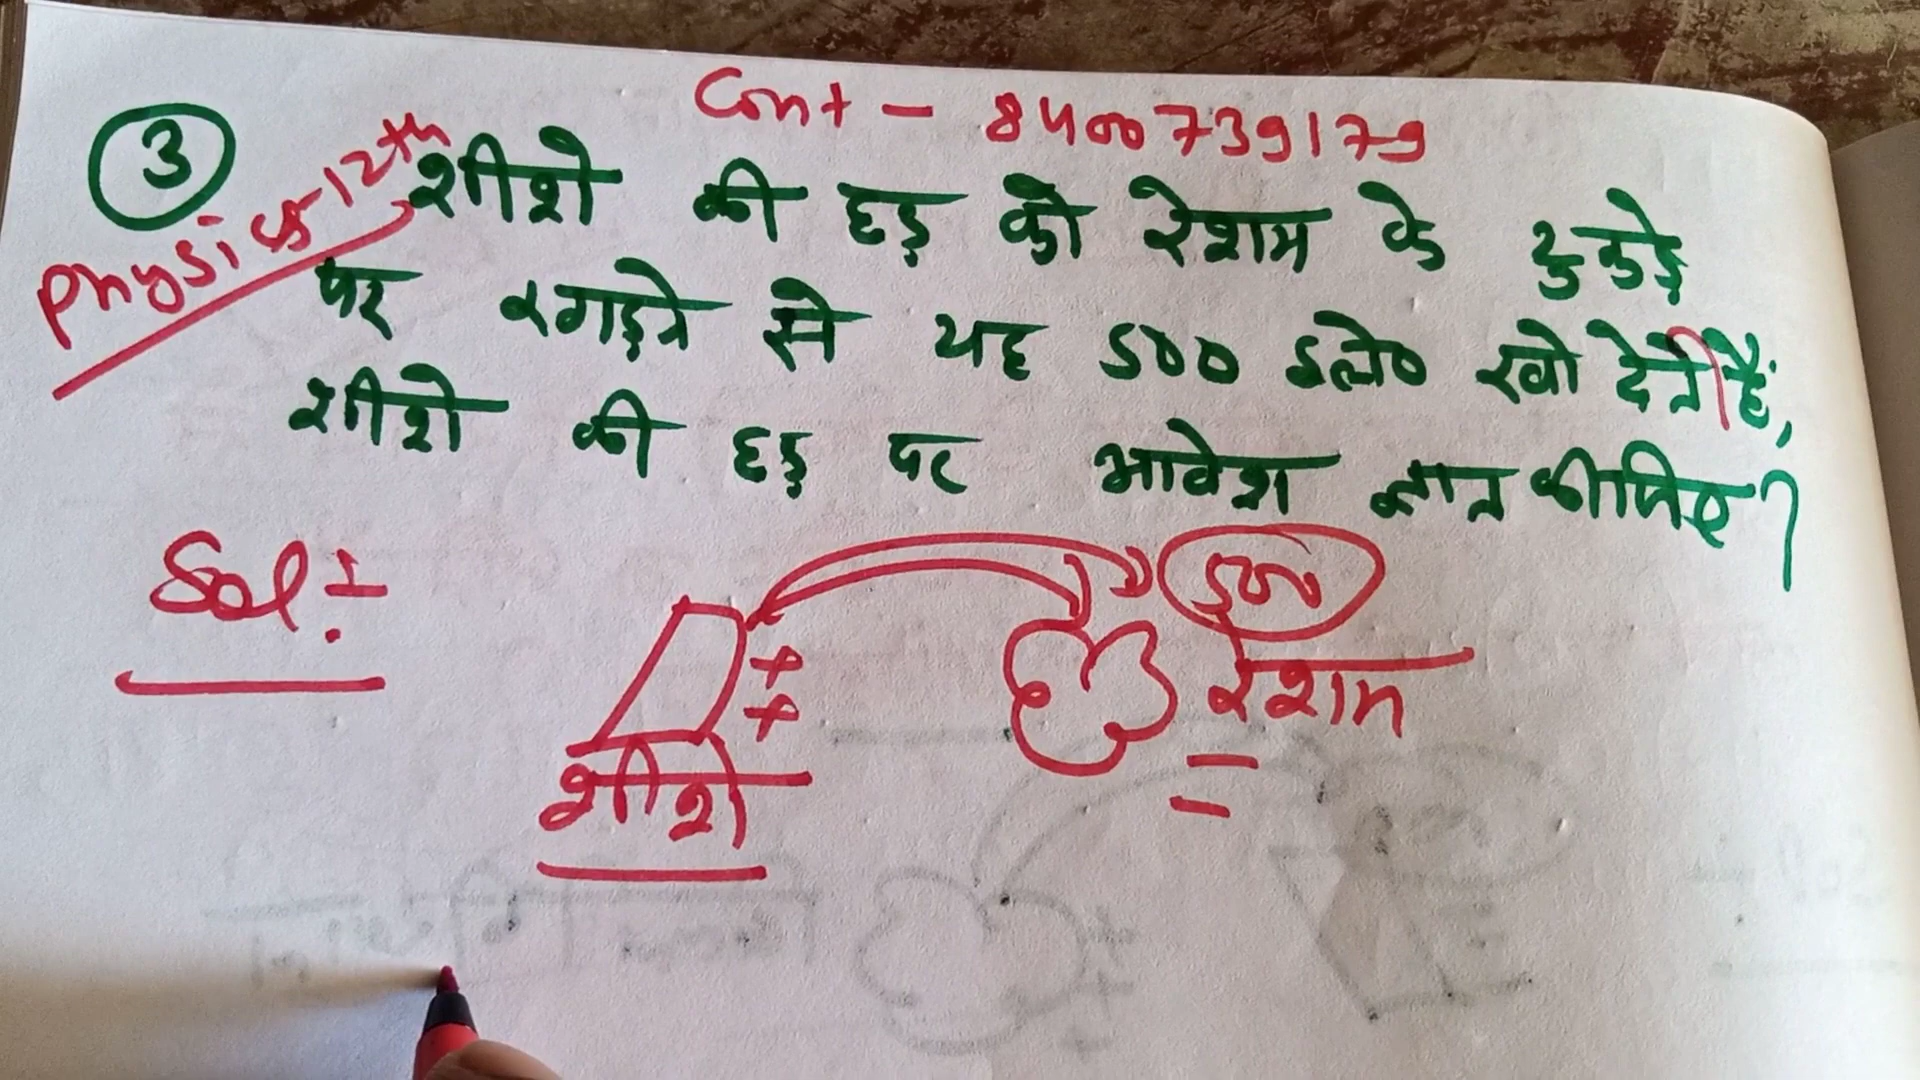 Cont - 8400739179
③
Physics-12th
शीशे की छड़ को रेशम के टुकड़े
पर रगड़ने से यह 500 इले० खो देती है,
शीशे की छड़ पर आवेश ज्ञात कीजिए?
Sol:-
500
+
+
रेशम
शीशे